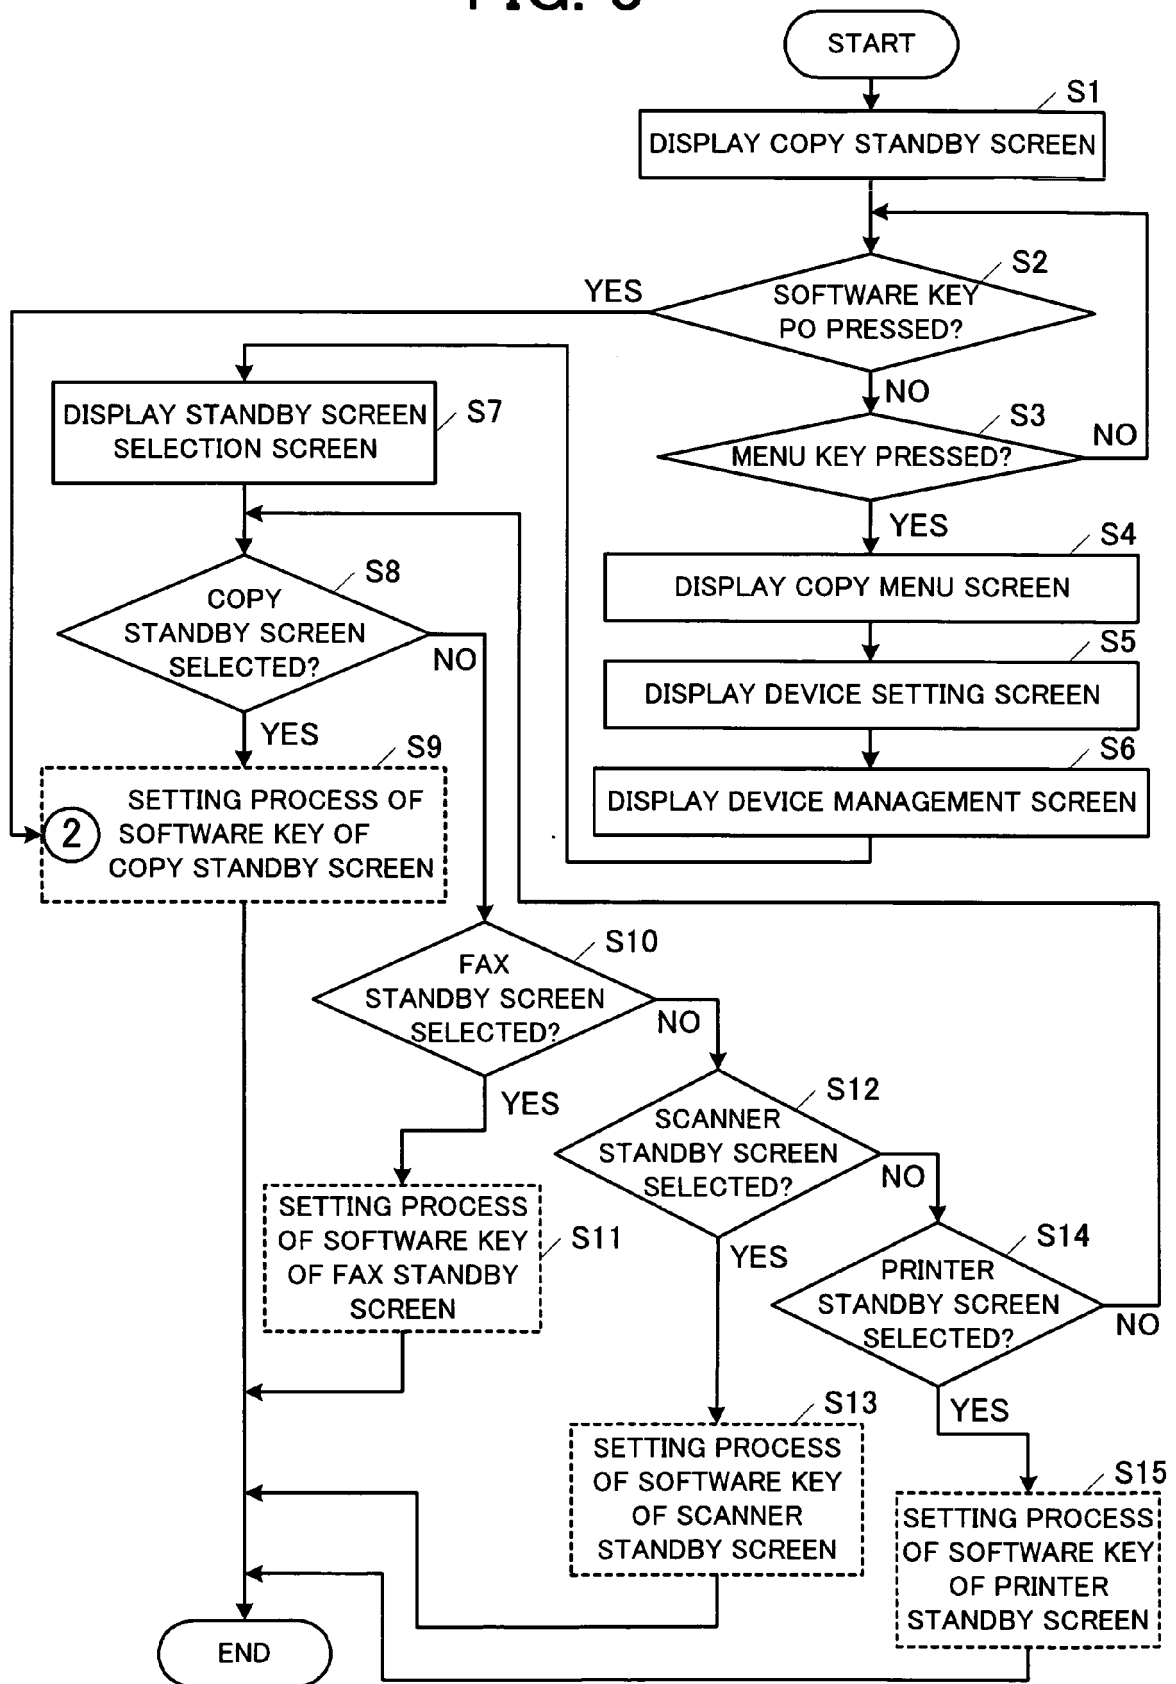 START
S1
DISPLAY COPY STANDBY SCREEN
S2
SOFTWARE KEY
PO PRESSED?
YES
NO
S3
MENU KEY PRESSED?
NO
YES
S4
DISPLAY COPY MENU SCREEN
S5
DISPLAY DEVICE SETTING SCREEN
S6
DISPLAY DEVICE MANAGEMENT SCREEN
S7
DISPLAY STANDBY SCREEN
SELECTION SCREEN
S8
COPY
STANDBY SCREEN
SELECTED?
NO
YES
S9
2
SETTING PROCESS OF
SOFTWARE KEY OF
COPY STANDBY SCREEN
S10
FAX
STANDBY SCREEN
SELECTED?
NO
YES
S11
SETTING PROCESS
OF SOFTWARE KEY
OF FAX STANDBY
SCREEN
S12
SCANNER
STANDBY SCREEN
SELECTED?
NO
YES
S13
SETTING PROCESS
OF SOFTWARE KEY
OF SCANNER
STANDBY SCREEN
S14
PRINTER
STANDBY SCREEN
SELECTED?
NO
YES
S15
SETTING PROCESS
OF SOFTWARE KEY
OF PRINTER
STANDBY SCREEN
END